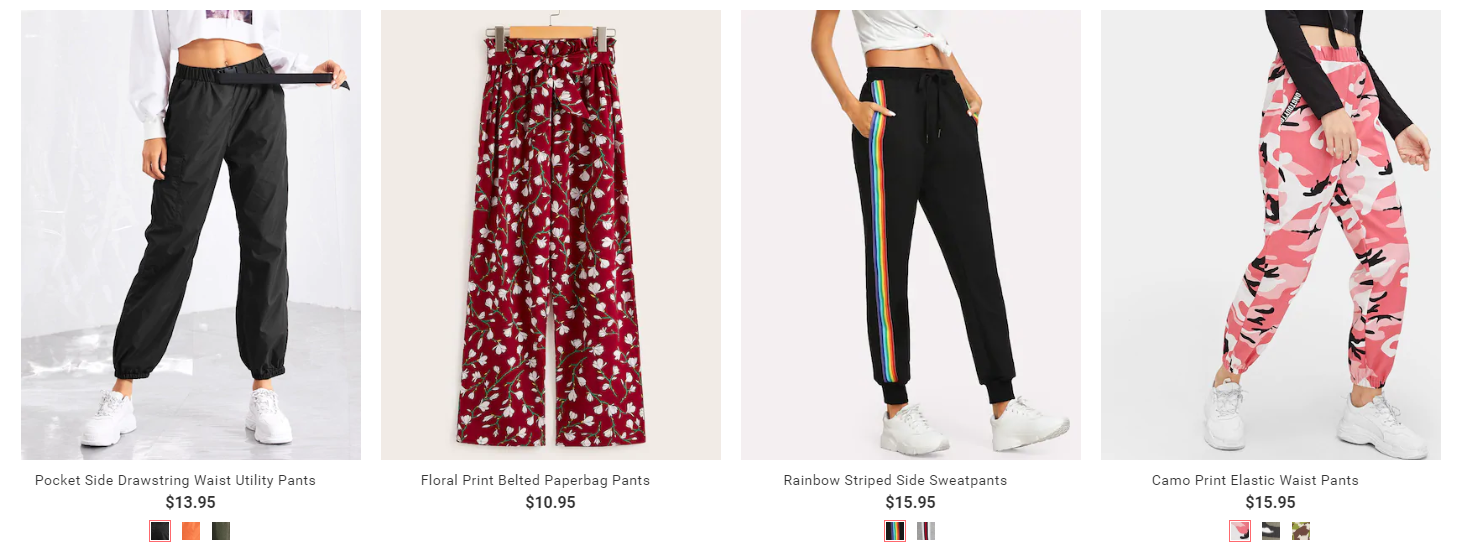 Pocket Side Drawstring Waist Utility Pants
$13.95
Floral Print Belted Paperbag Pants
$10.95
Rainbow Striped Side Sweatpants
$15.95
Camo Print Elastic Waist Pants
$15.95